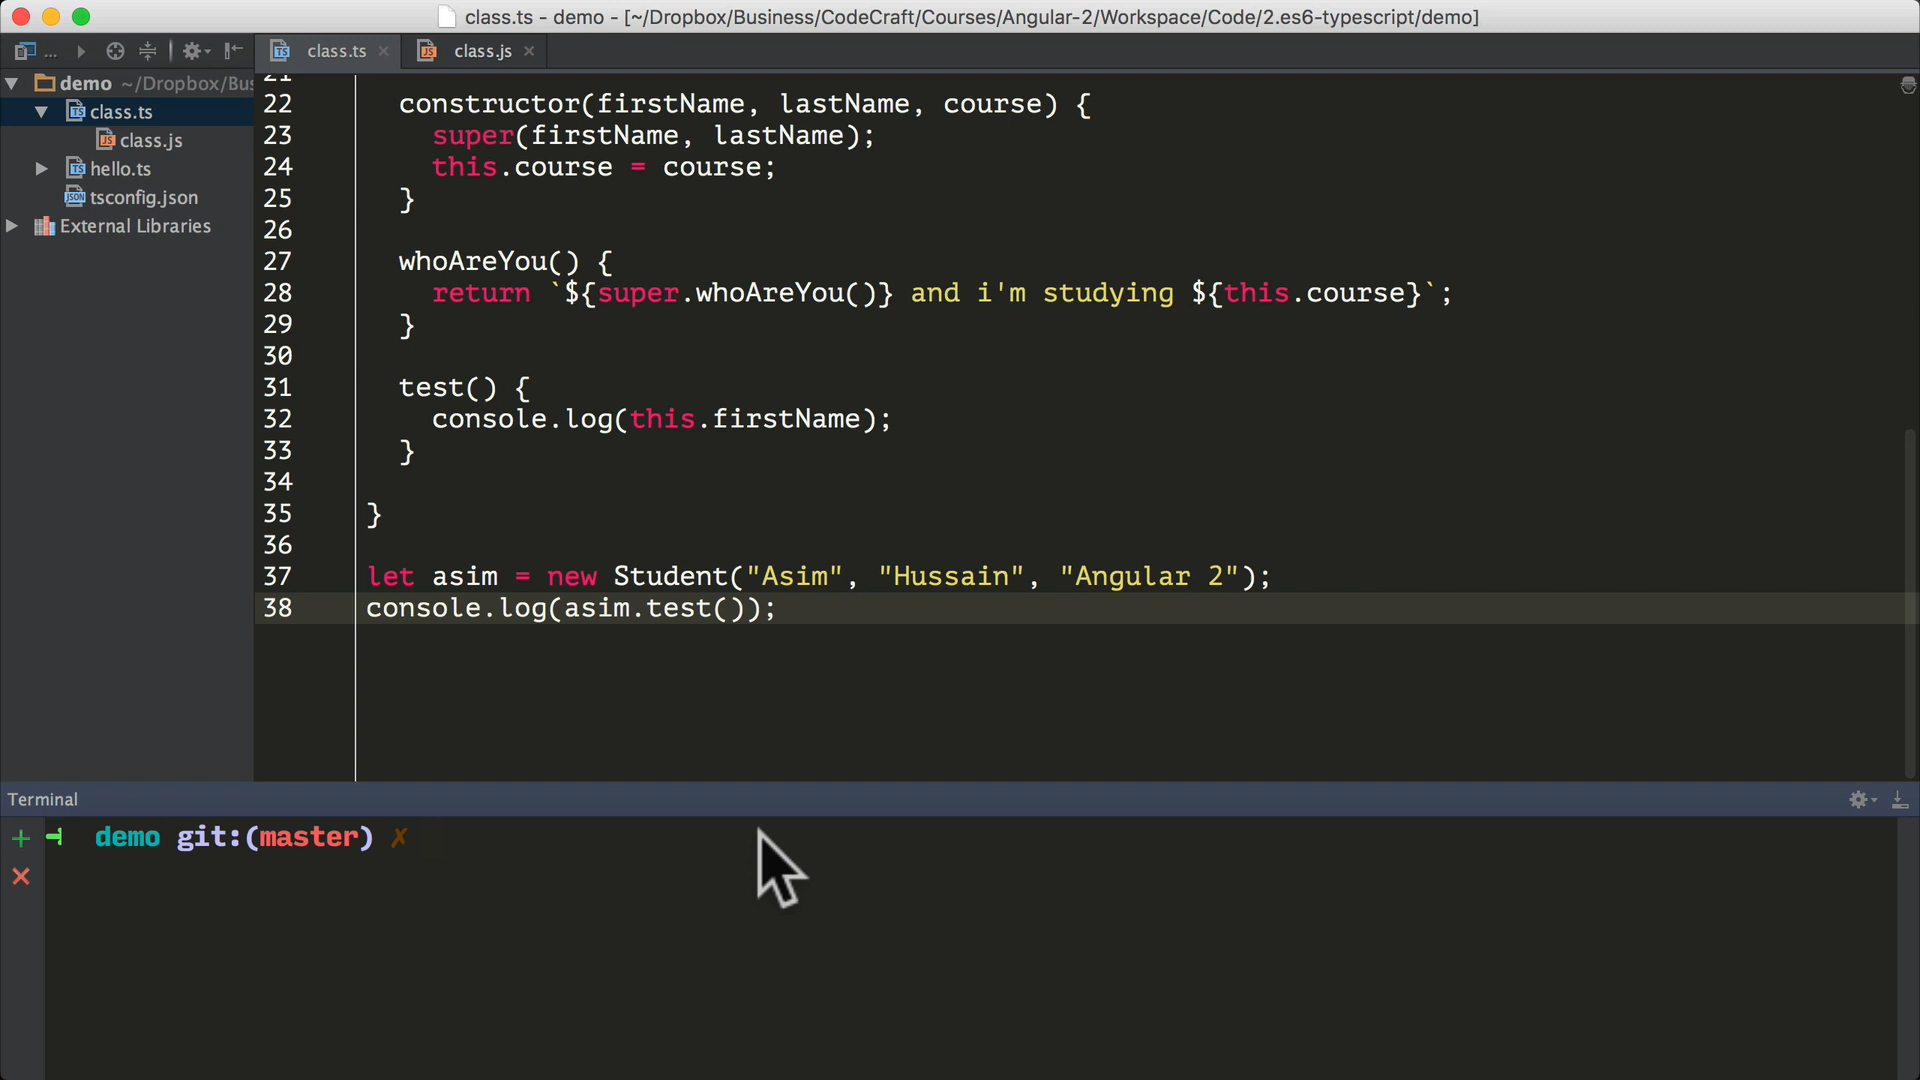 class.ts - demo - [~/Dropbox/Business/CodeCraft/Courses/Angular-2/Workspace/Code/2.es6-typescript/demo]
...
class.ts
class.js
demo ~/Dropbox/Bus
class.ts
class.js
hello.ts
tsconfig.json
External Libraries
21
22 constructor(firstName, lastName, course) {
23 super(firstName, lastName);
24 this.course = course;
25 }
26
27 whoAreYou() {
28 return `${super.whoAreYou()} and i'm studying ${this.course}`;
29 }
30
31 test() {
32 console.log(this.firstName);
33 }
34
35 }
36
37 let asim = new Student("Asim", "Hussain", "Angular 2");
38 console.log(asim.test());
Terminal
demo git:(master) ✗